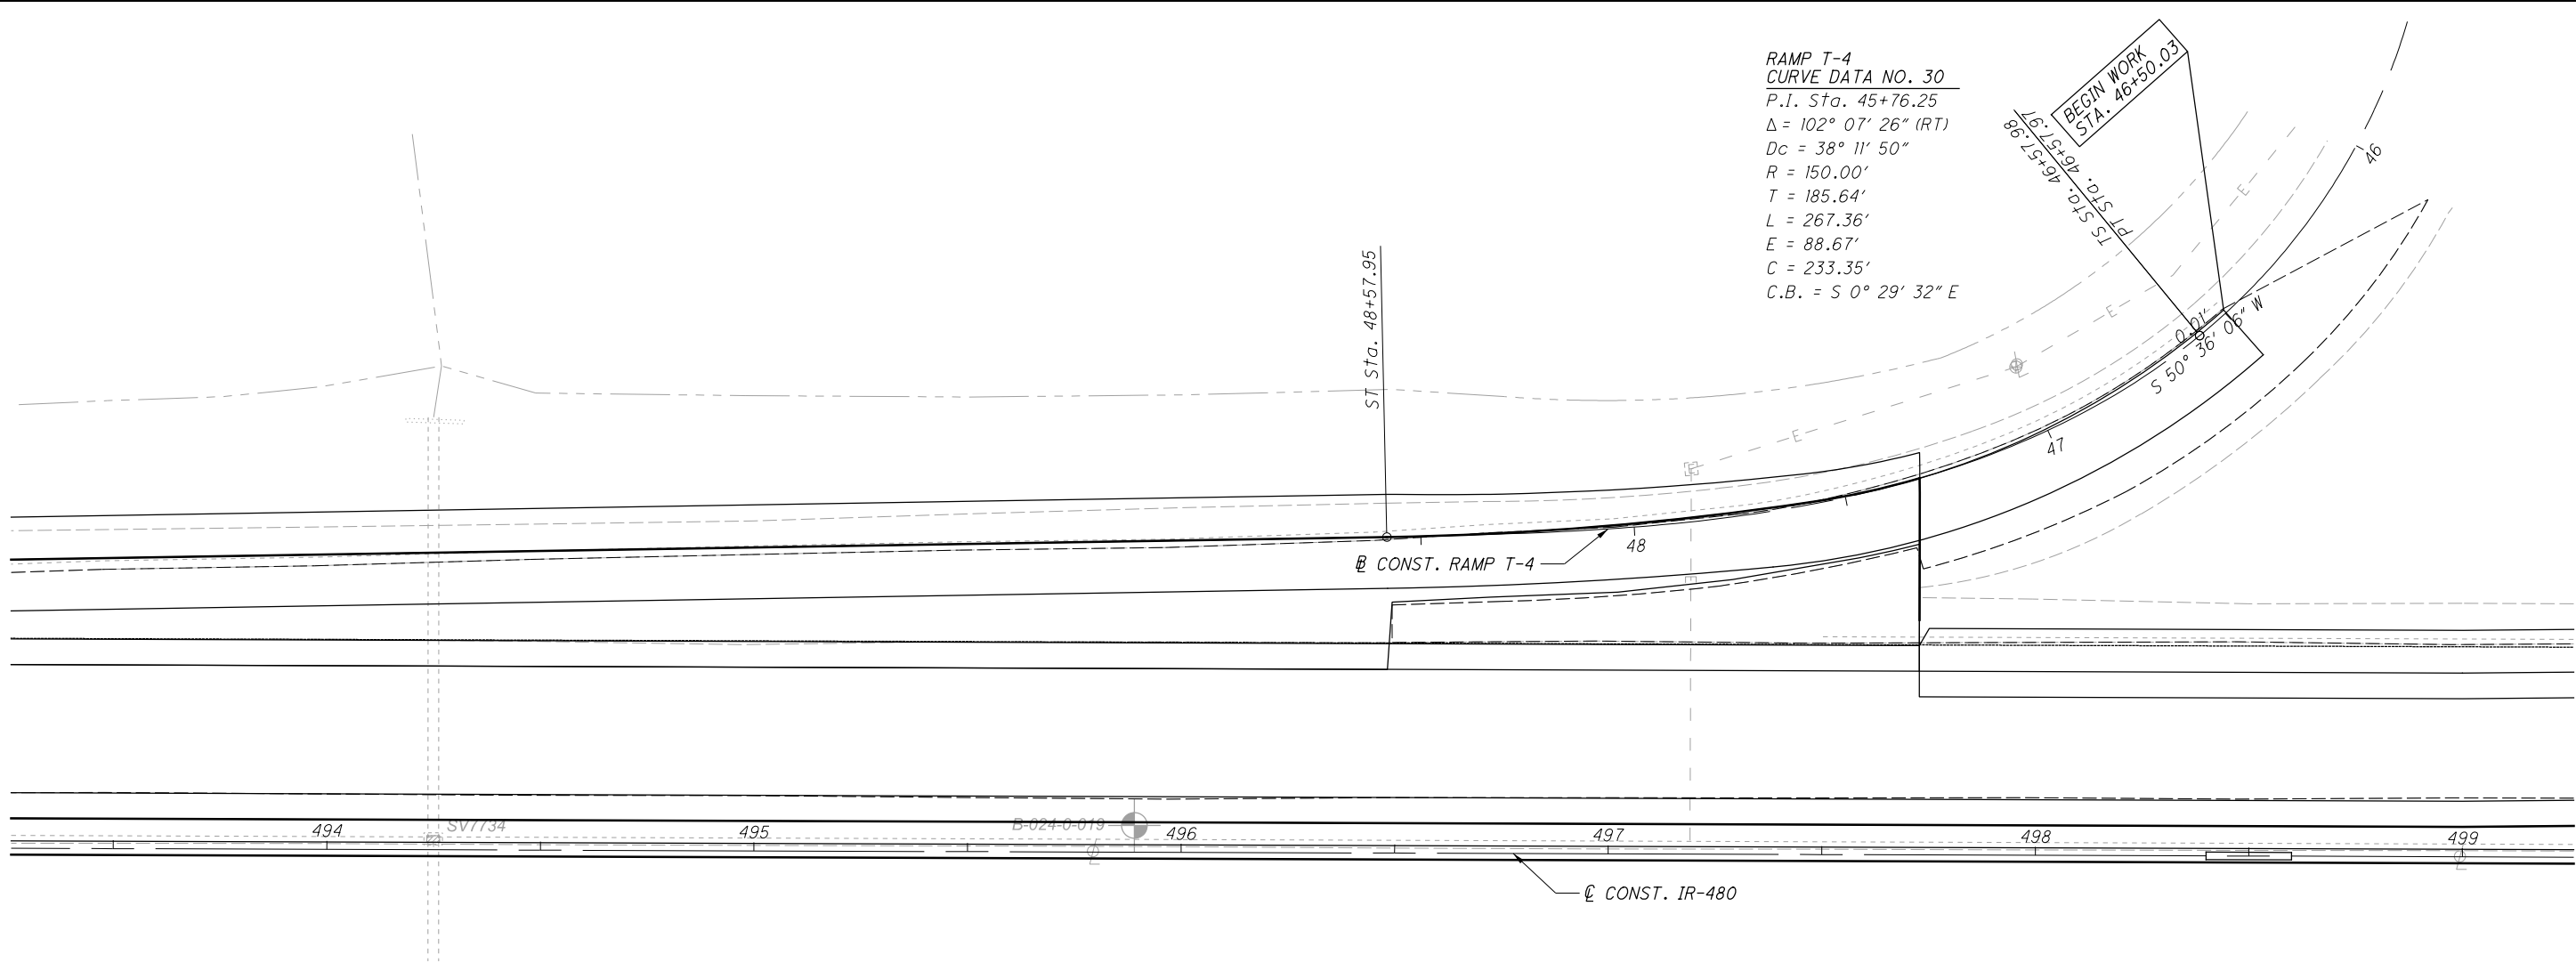 RAMP T-4
CURVE DATA NO. 30
P.I. Sta. 45+76.25
Δ = 102° 07' 26" (RT)
Dc = 38° 11' 50"
R = 150.00'
T = 185.64'
L = 267.36'
E = 88.67'
C = 233.35'
C.B. = S 0° 29' 32" E
BEGIN WORK
STA. 46+50.03
TS Sta. 46+57.98
PT Sta. 46+57.97
46
E
E
E
0.01'
S 50° 36' 06" W
47
ST Sta. 48+57.95
48
℄ CONST. RAMP T-4
494
SV7734
495
B-024-0-019
496
497
498
499
℄ CONST. IR-480